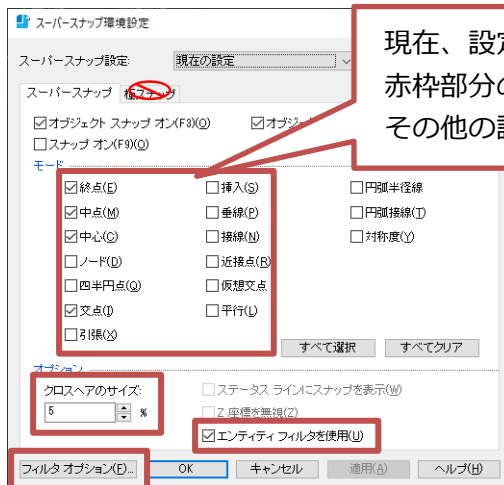 スーパースナップ環境設定
スーパースナップ設定: 現在の設定
現在、設
赤枠部分の
その他の
スーパースナップ 極スナップ
オブジェクト スナップ オン(F3)(O) オブジェ
スナップ オン(F9)(O)
モード
終点(E) 挿入(S) 円弧半径線
中点(M) 垂線(P) 円弧接線(T)
中心(C) 接線(N) 対称度(Y)
ノード(D) 近接点(R)
四半円点(Q) 仮想交点
交点(I) 平行(L)
引張(X)
すべて選択 すべてクリア
オプション
クロスヘアのサイズ: ステータス ラインにスナップを表示(W)
5 % Z 座標を無視(Z)
エンティティ フィルタを使用(U)
フィルタ オプション(F)... OK キャンセル 適用(A) ヘルプ(H)